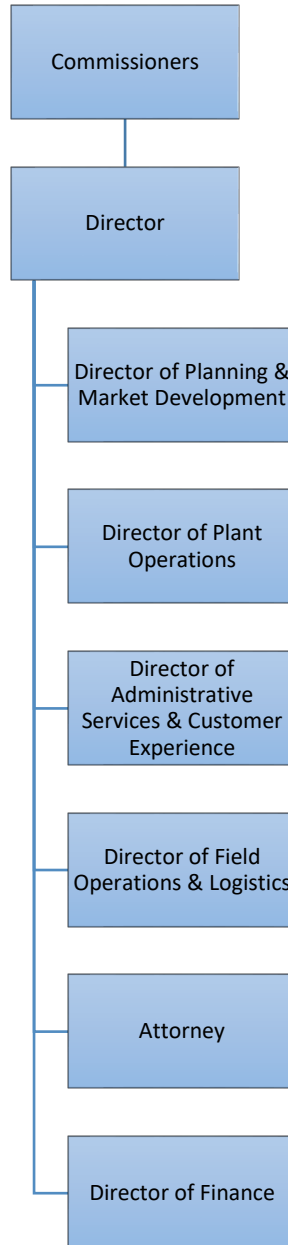 Commissioners
Director
Director of Planning &
Market Development
Director of Plant
Operations
Director of
Administrative
Services & Customer
Experience
Director of Field
Operations & Logistics
Attorney
Director of Finance